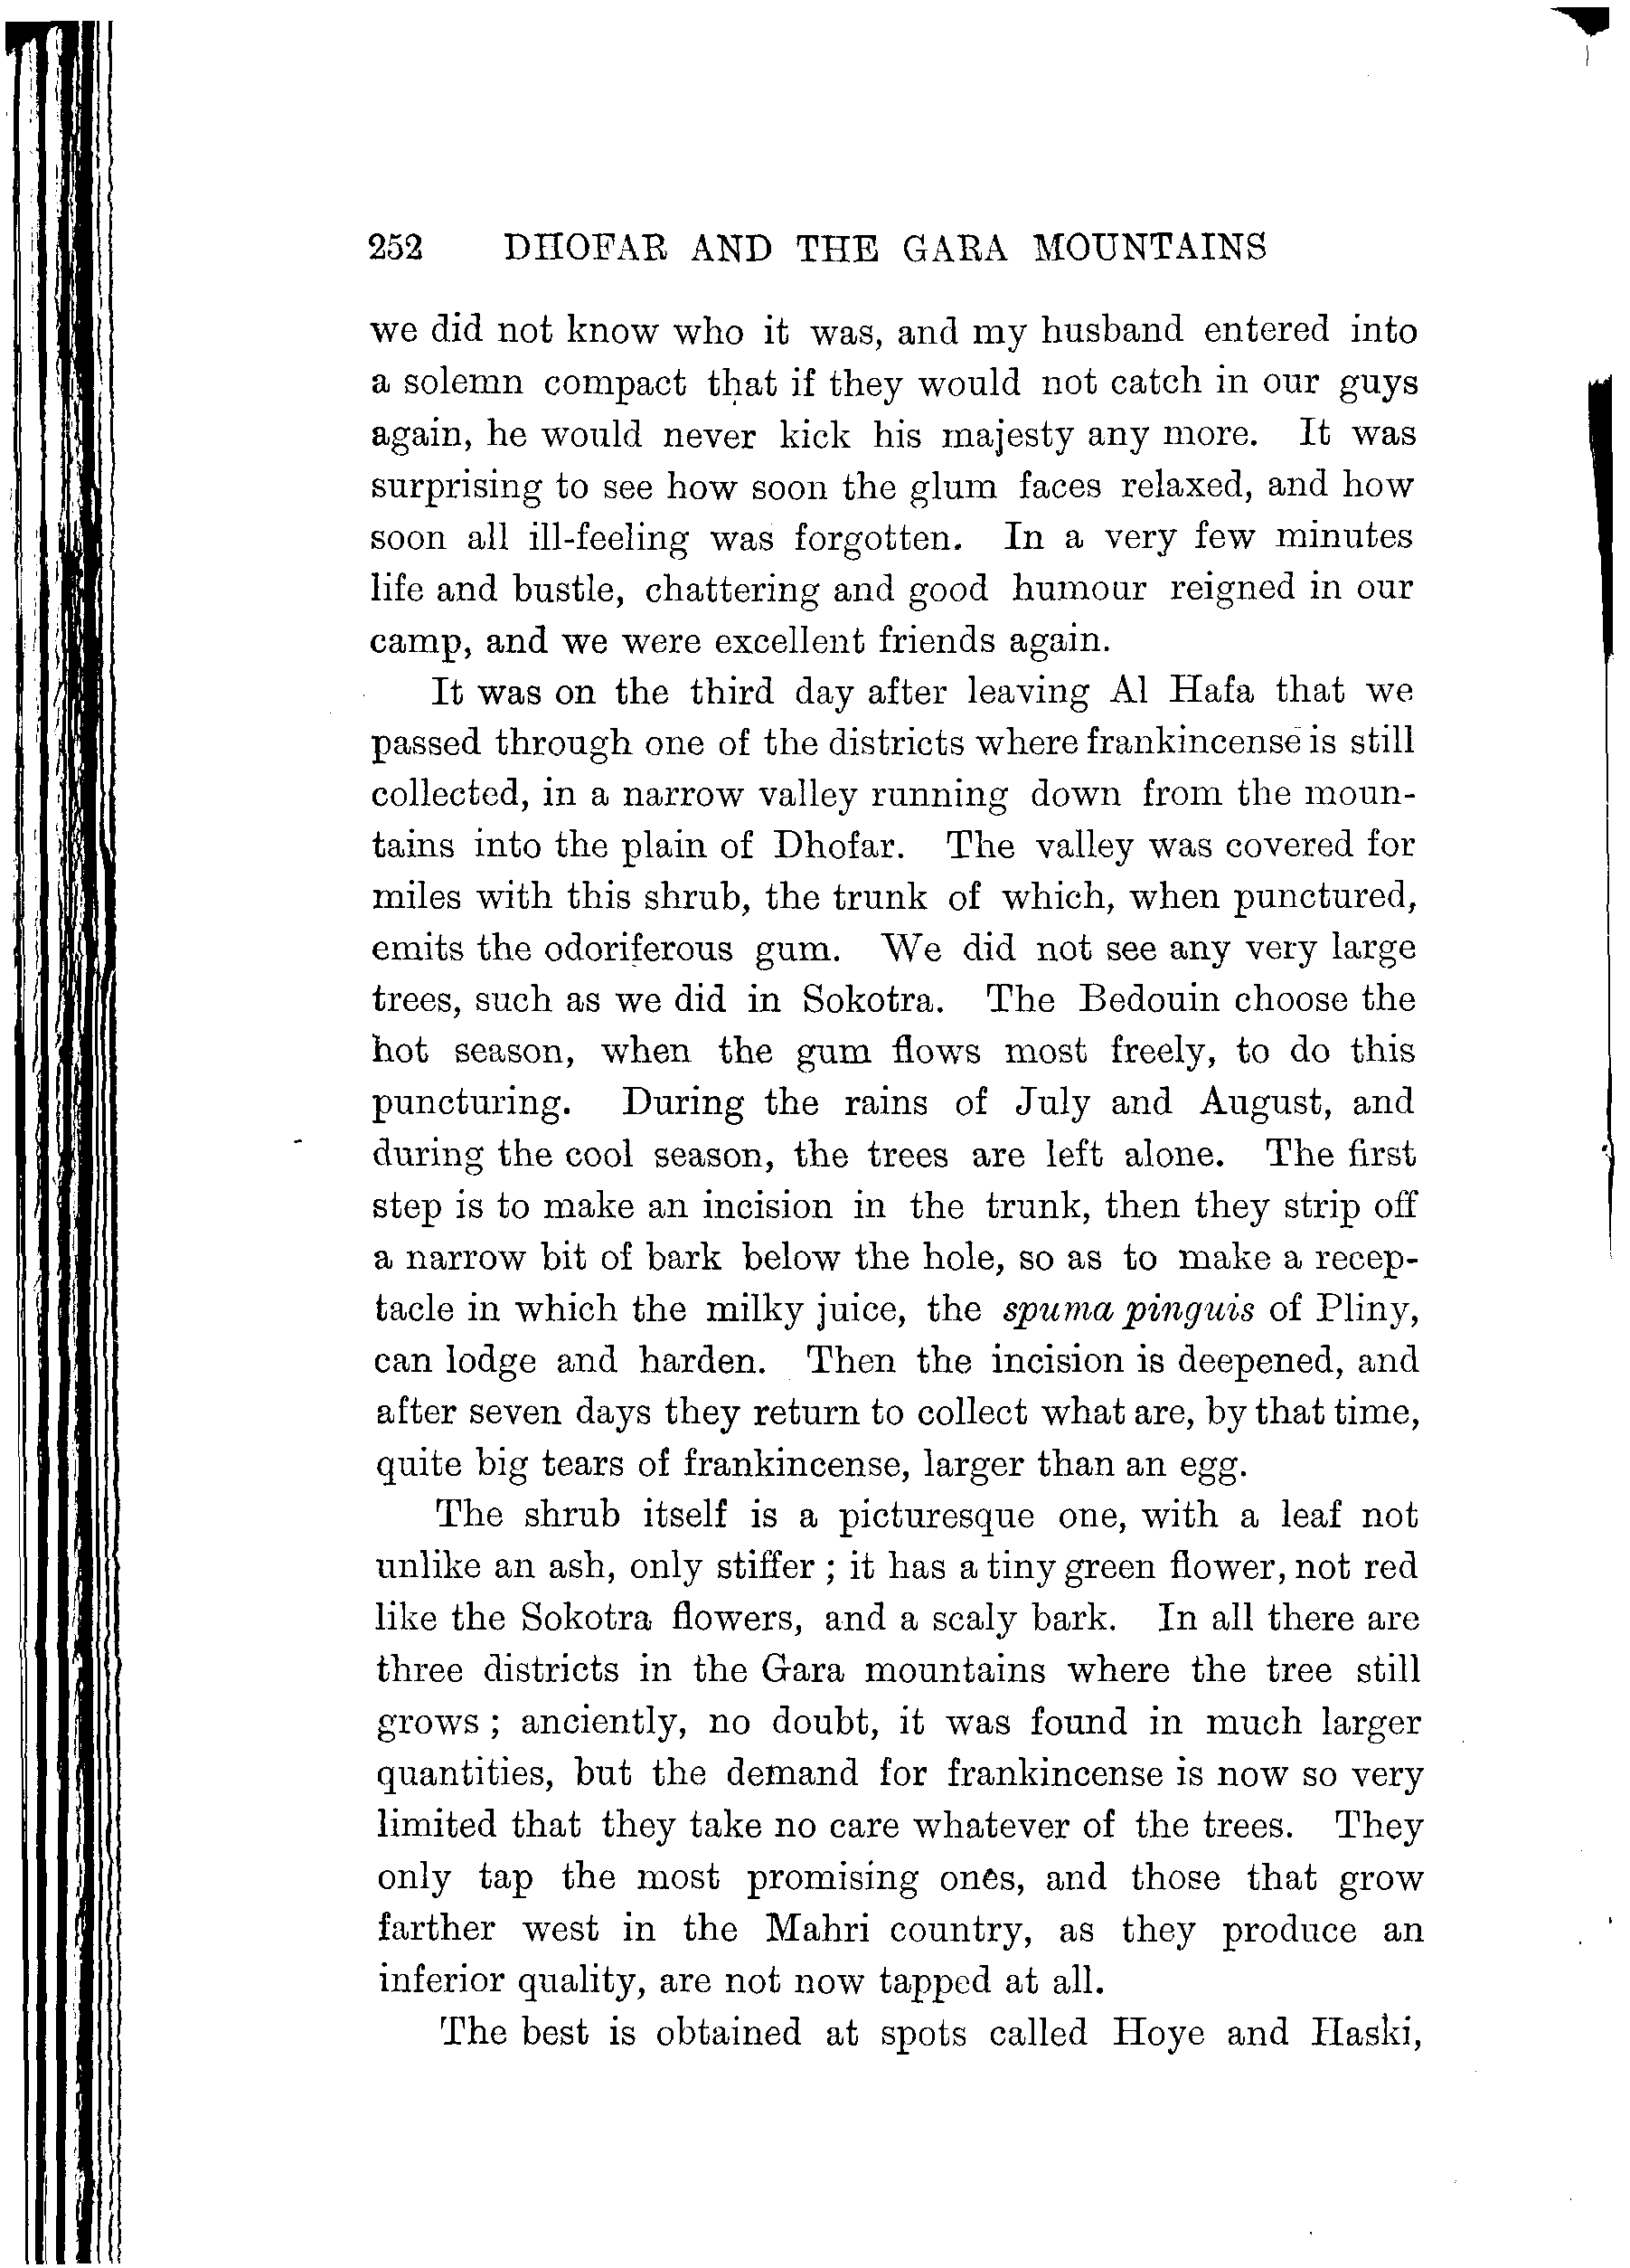 252 DHOFAR AND THE GARA MOUNTAINS
we did not know who it was, and my husband entered into
a solemn compact that if they would not catch in our guys
again, he would never kick his majesty any more. It was
surprising to see how soon the glum faces relaxed, and how
soon all ill-feeling was forgotten. In a very few minutes
life and bustle, chattering and good humour reigned in our
camp, and we were excellent friends again.
It was on the third day after leaving Al Hafa that we
passed through one of the districts where frankincense is still
collected, in a narrow valley running down from the moun-
tains into the plain of Dhofar. The valley was covered for
miles with this shrub, the trunk of which, when punctured,
emits the odoriferous gum. We did not see any very large
trees, such as we did in Sokotra. The Bedouin choose the
hot season, when the gum flows most freely, to do this
puncturing. During the rains of July and August, and
during the cool season, the trees are left alone. The first
step is to make an incision in the trunk, then they strip off
a narrow bit of bark below the hole, so as to make a recep-
tacle in which the milky juice, the spuma pinguis of Pliny,
can lodge and harden. Then the incision is deepened, and
after seven days they return to collect what are, by that time,
quite big tears of frankincense, larger than an egg.
The shrub itself is a picturesque one, with a leaf not
unlike an ash, only stiffer ; it has a tiny green flower, not red
like the Sokotra flowers, and a scaly bark. In all there are
three districts in the Gara mountains where the tree still
grows ; anciently, no doubt, it was found in much larger
quantities, but the demand for frankincense is now so very
limited that they take no care whatever of the trees. They
only tap the most promising ones, and those that grow
farther west in the Mahri country, as they produce an
inferior quality, are not now tapped at all.
The best is obtained at spots called Hoye and Haski,